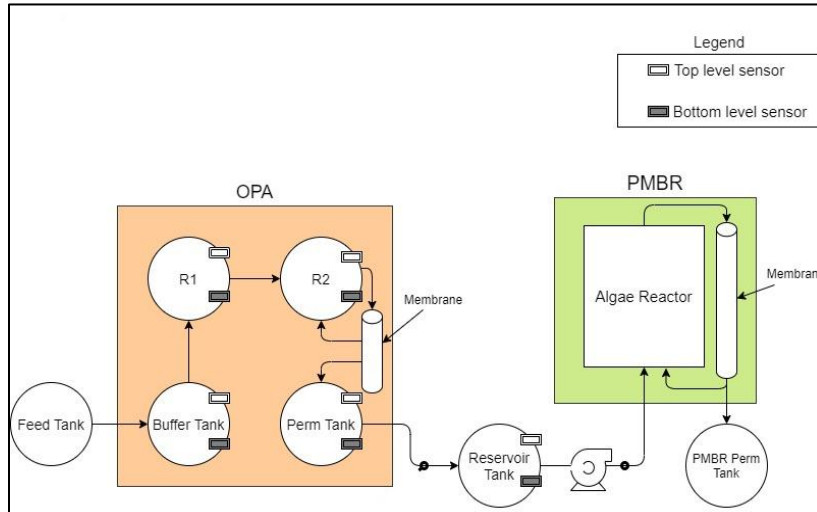 Legend
Top level sensor
Bottom level sensor
OPA
PMBR
R1
R2
Membrane
Algae Reactor
Membran
Feed Tank
Buffer Tank
Perm Tank
Reservoir
Tank
PMBR Perm
Tank